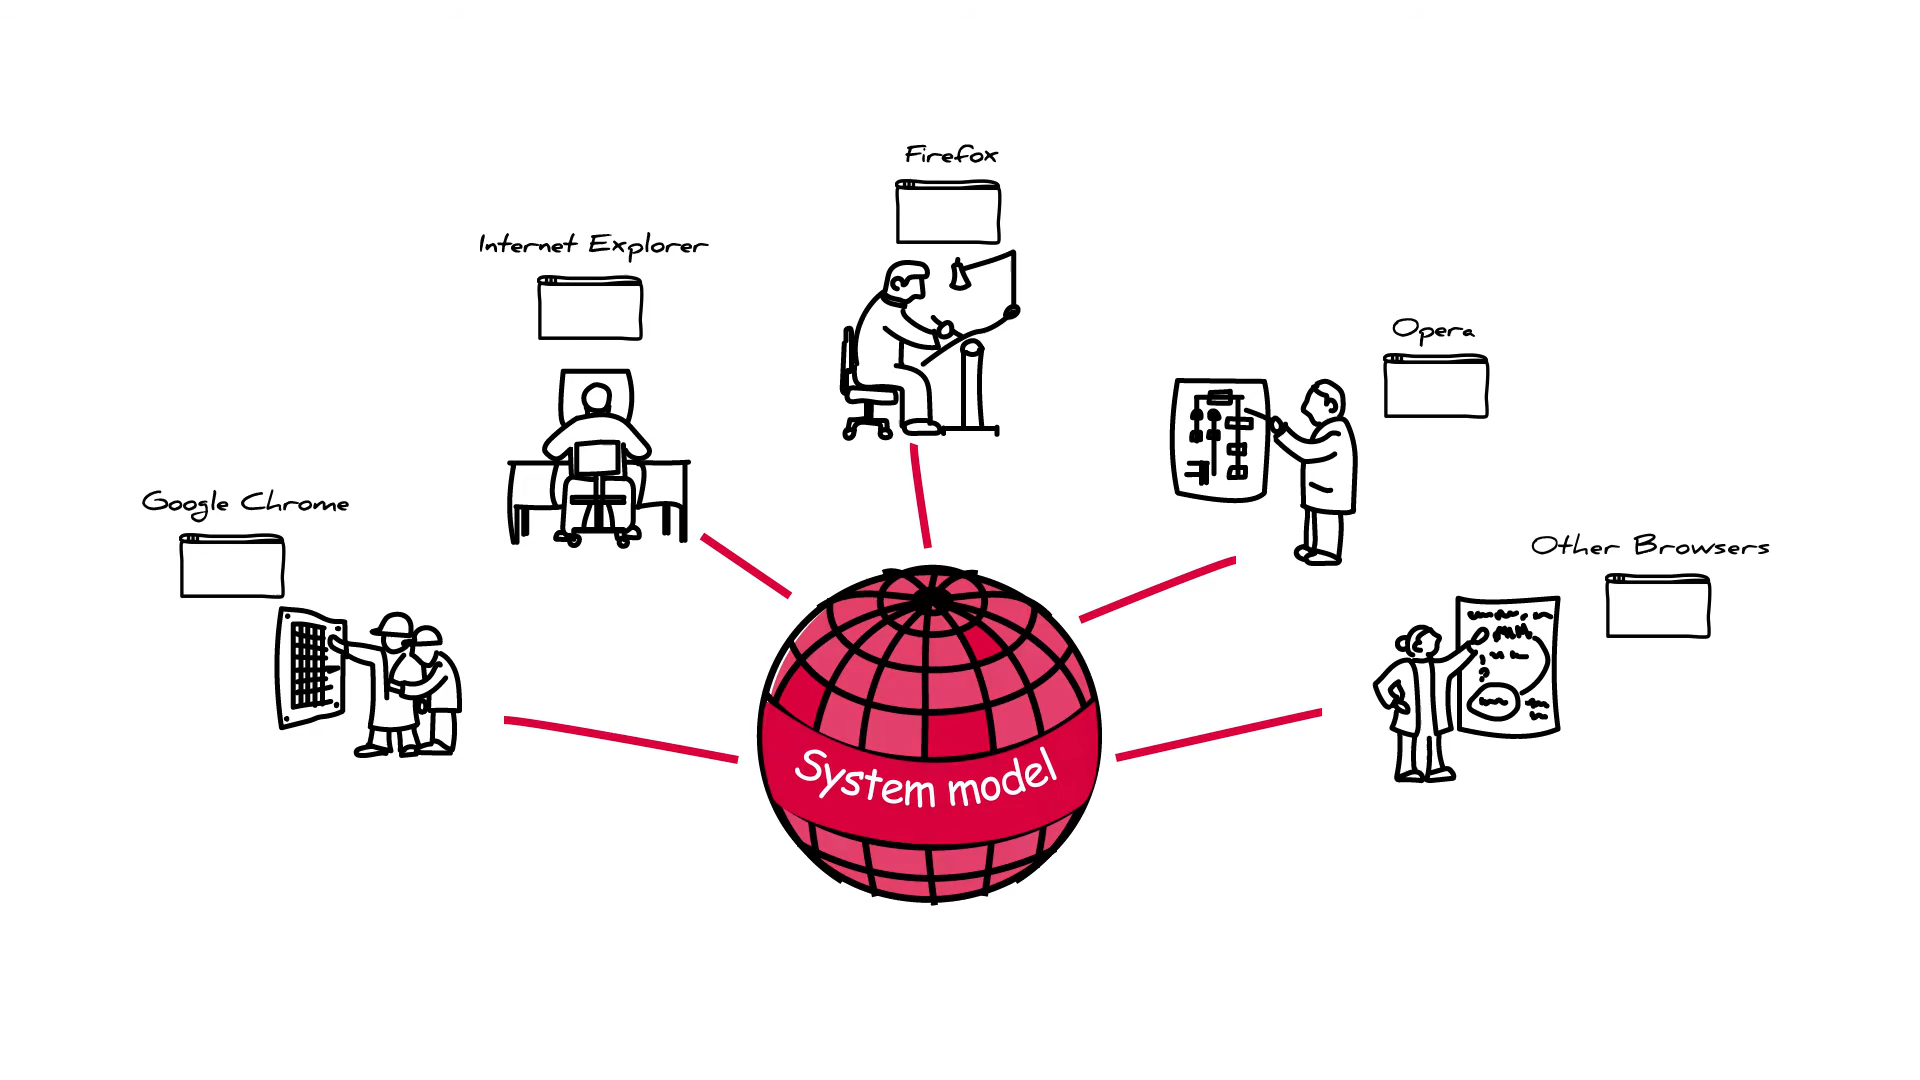 Firefox
Internet Explorer
Opera
Google Chrome
Other Browsers
System model